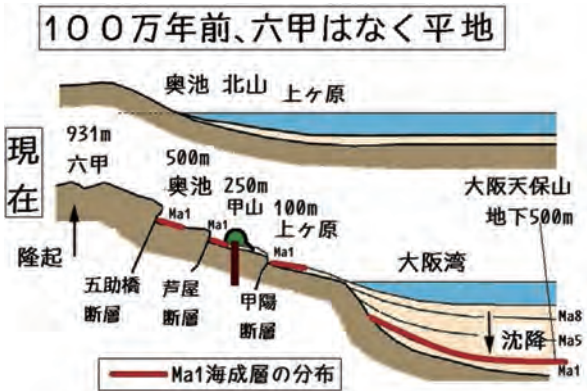 100万年前、六甲はなく平地
奥池 北山 上ヶ原
現在
931m
六甲
500m
奥池
250m
甲山
100m
上ヶ原
大阪天保山
地下500m
Ma1
Ma1
Ma1
隆起
五助橋
断層
芦屋
断層
甲陽
断層
大阪湾
沈降
Ma8
Ma5
Ma1
Ma1海成層の分布